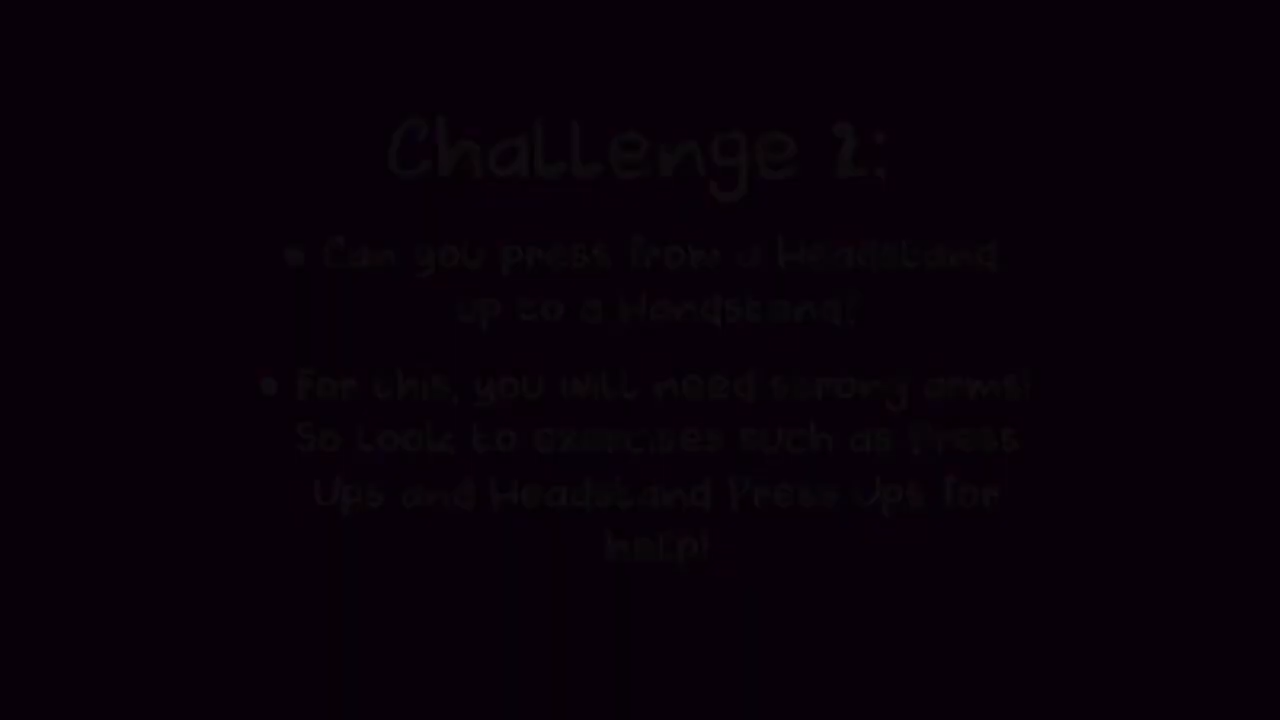 Challenge 2:
• Can you press from a Headstand
up to a Handstand?
• For this, you will need strong arms!
So look to exercises such as Press
Ups and Headstand Press Ups for
help!